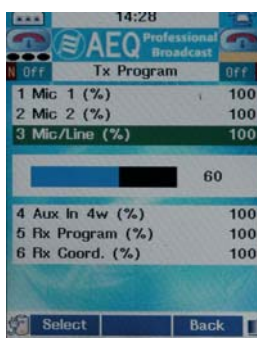 14:28
AEQ Professional Broadcast
N Off Tx Program Off
1 Mic 1 (%) 100
2 Mic 2 (%) 100
3 Mic/Line (%) 100
60
4 Aux In 4w (%) 100
5 Rx Program (%) 100
6 Rx Coord. (%) 100
Select Back